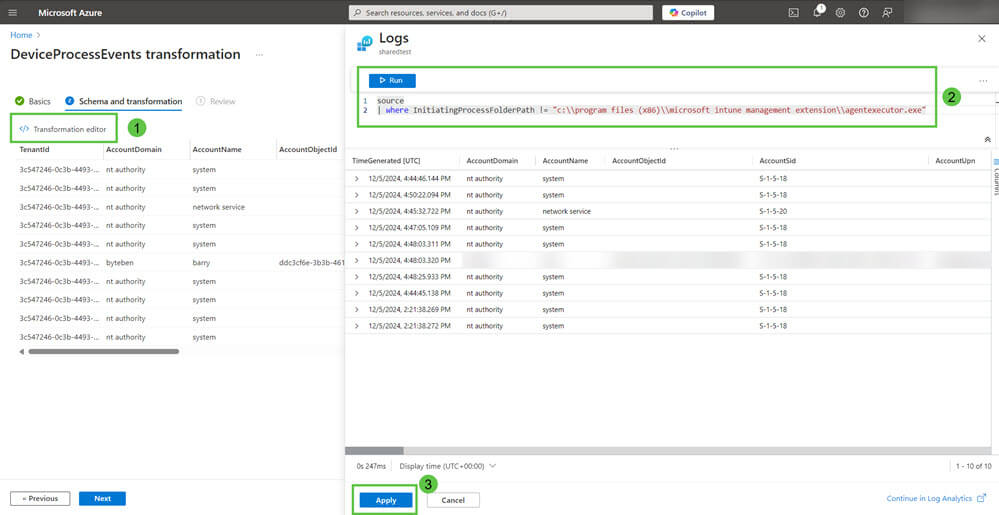 Microsoft Azure
Search resources, services, and docs (G+/)
Copilot
1
Home
DeviceProcessEvents transformation
...
Basics
2 Schema and transformation
3 Review
</> Transformation editor
1
TenantId AccountDomain AccountName AccountObjectId
3c547246-0c3b-4493-... nt authority system
3c547246-0c3b-4493-... nt authority system
3c547246-0c3b-4493-... nt authority network service
3c547246-0c3b-4493-... nt authority system
3c547246-0c3b-4493-... nt authority system
3c547246-0c3b-4493-... byteben barry ddc3cf6e-3b3b-461
3c547246-0c3b-4493-... nt authority system
3c547246-0c3b-4493-... nt authority system
3c547246-0c3b-4493-... nt authority system
3c547246-0c3b-4493-... nt authority system
« Previous
Next
Logs
sharedtest
Run
...
1 source
2 | where InitiatingProcessFolderPath != "c:\\program files (x86)\\microsoft intune management extension\\agentexecutor.exe"
2
...
TimeGenerated [UTC] AccountDomain AccountName AccountObjectId AccountSid AccountUpn
Columns
12/5/2024, 4:44:46.144 PM nt authority system S-1-5-18
12/5/2024, 4:50:22.094 PM nt authority system S-1-5-18
12/5/2024, 4:45:32.722 PM nt authority network service S-1-5-20
12/5/2024, 4:47:05.109 PM nt authority system S-1-5-18
12/5/2024, 4:48:03.311 PM nt authority system S-1-5-18
12/5/2024, 4:48:03.320 PM
12/5/2024, 4:48:25.933 PM nt authority system S-1-5-18
12/5/2024, 4:44:45.138 PM nt authority system S-1-5-18
12/5/2024, 2:21:38.269 PM nt authority system S-1-5-18
12/5/2024, 2:21:38.272 PM nt authority system S-1-5-18
0s 247ms
Display time (UTC+00:00)
1 - 10 of 10
3
Apply
Cancel
Continue in Log Analytics